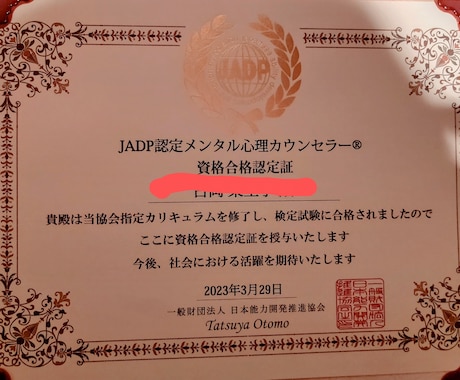 JADP
JADP認定メンタル心理カウンセラー®
資格合格認定証
貴殿は当協会指定カリキュラムを修了し、検定試験に合格されましたので
ここに資格合格認定証を授与いたします
今後、社会における活躍を期待いたします
2023年3月29日
一般財団法人 日本能力開発推進協会
Tatsuya Otomo